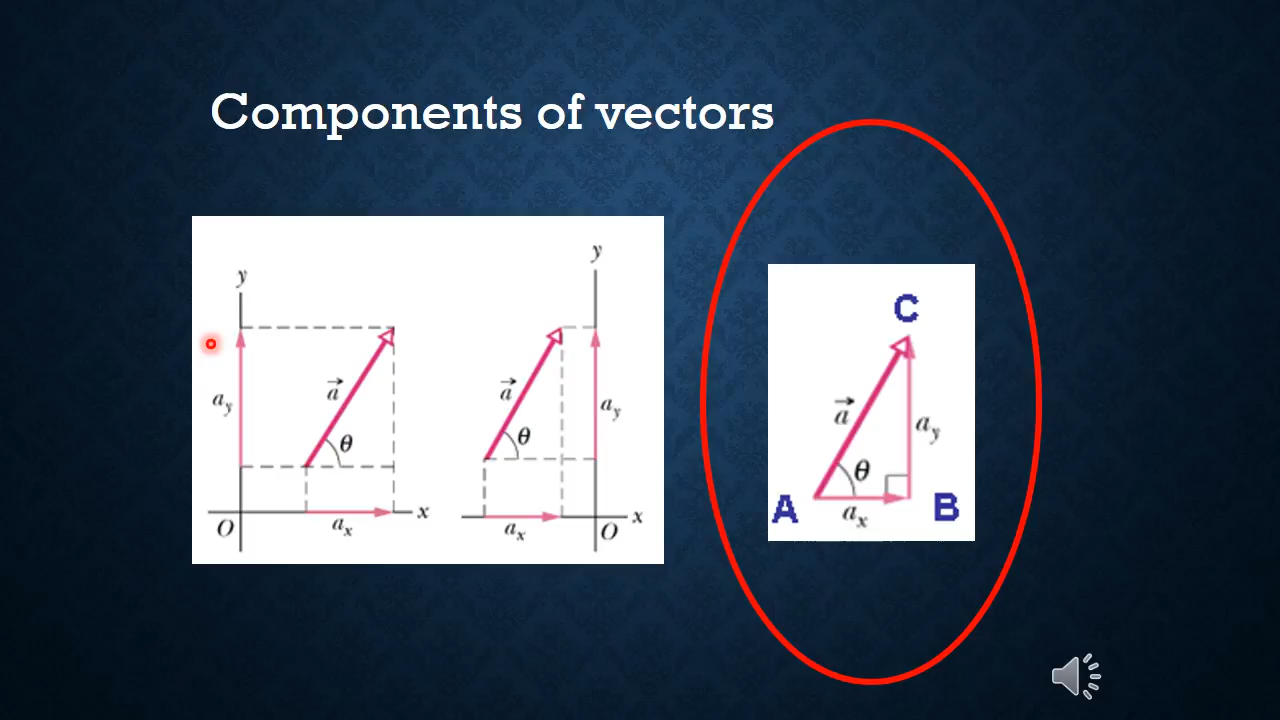 Components of vectors
y
a⃗
a_y
θ
O
a_x
x
y
a⃗
θ
a_y
a_x
O
x
C
a⃗
a_y
θ
A
a_x
B